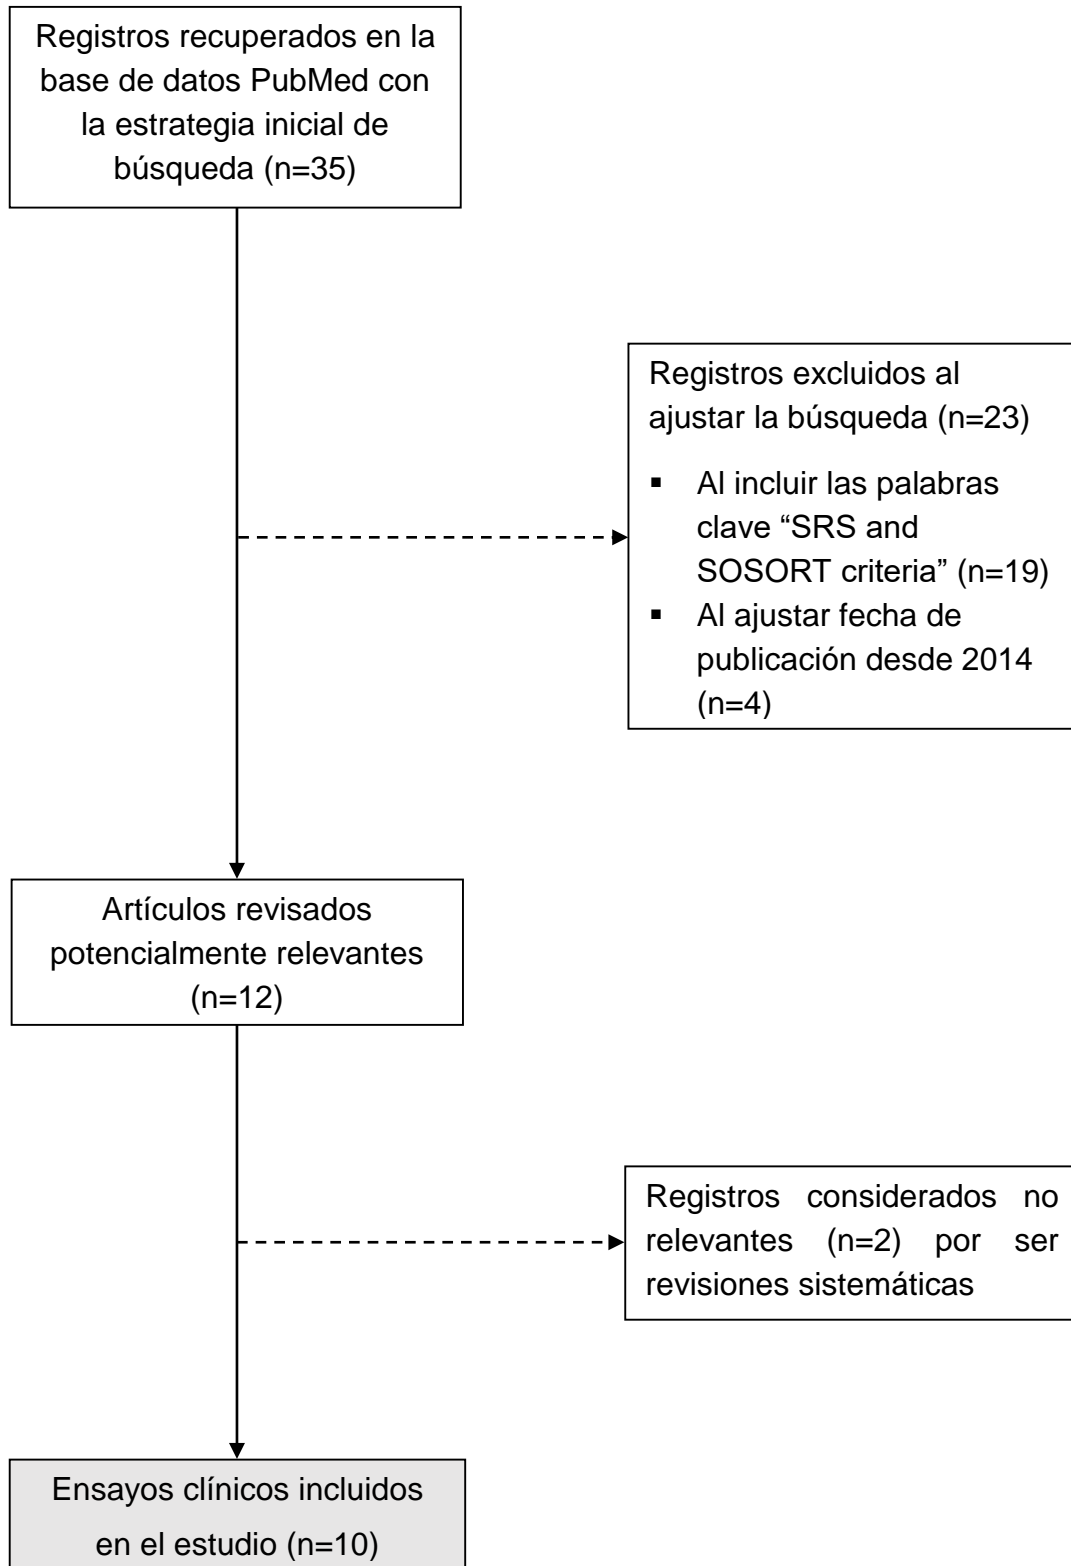 Registros recuperados en la
base de datos PubMed con
la estrategia inicial de
búsqueda (n=35)
Registros excluidos al
ajustar la búsqueda (n=23)
▪ Al incluir las palabras
clave “SRS and
SOSORT criteria” (n=19)
▪ Al ajustar fecha de
publicación desde 2014
(n=4)
Artículos revisados
potencialmente relevantes
(n=12)
Registros considerados no
relevantes (n=2) por ser
revisiones sistemáticas
Ensayos clínicos incluidos
en el estudio (n=10)